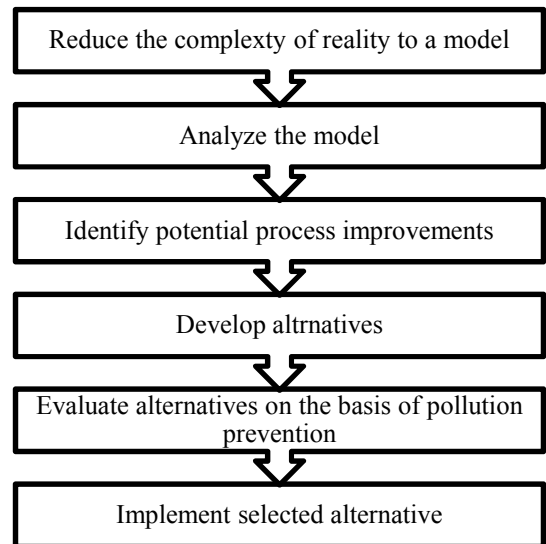 Reduce the complexty of reality to a model
Analyze the model
Identify potential process improvements
Develop altrnatives
Evaluate alternatives on the basis of pollution
prevention
Implement selected alternative